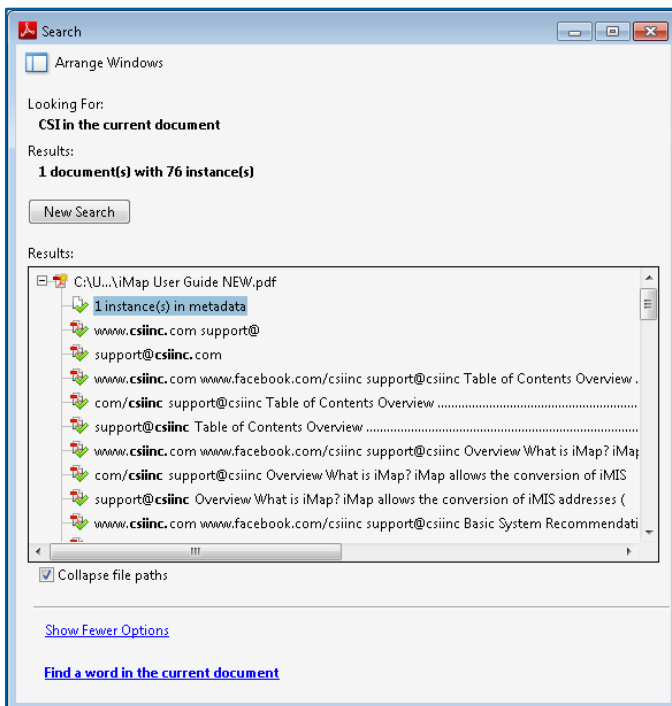 Search
Arrange Windows
Looking For:
CSI in the current document
Results:
1 document(s) with 76 instance(s)
New Search
Results:
C:\U...\iMap User Guide NEW.pdf
1 instance(s) in metadata
www.csiinc.com support@
support@csiinc.com
www.csiinc.com www.facebook.com/csiinc support@csiinc Table of Contents Overview .
com/csiinc support@csiinc Table of Contents Overview ..................................................
support@csiinc Table of Contents Overview ....................................................................
www.csiinc.com www.facebook.com/csiinc support@csiinc Overview What is iMap? iMap
com/csiinc support@csiinc Overview What is iMap? iMap allows the conversion of iMIS
support@csiinc Overview What is iMap? iMap allows the conversion of iMIS addresses (
www.csiinc.com www.facebook.com/csiinc support@csiinc Basic System Recommendati
Collapse file paths
Show Fewer Options
Find a word in the current document